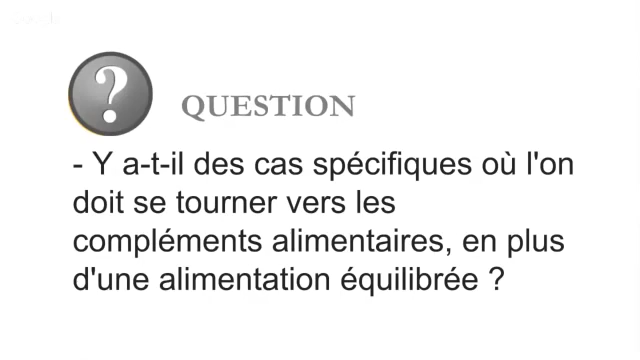 ?
QUESTION
- Y a-t-il des cas spécifiques où l'on
doit se tourner vers les
compléments alimentaires, en plus
d'une alimentation équilibrée ?